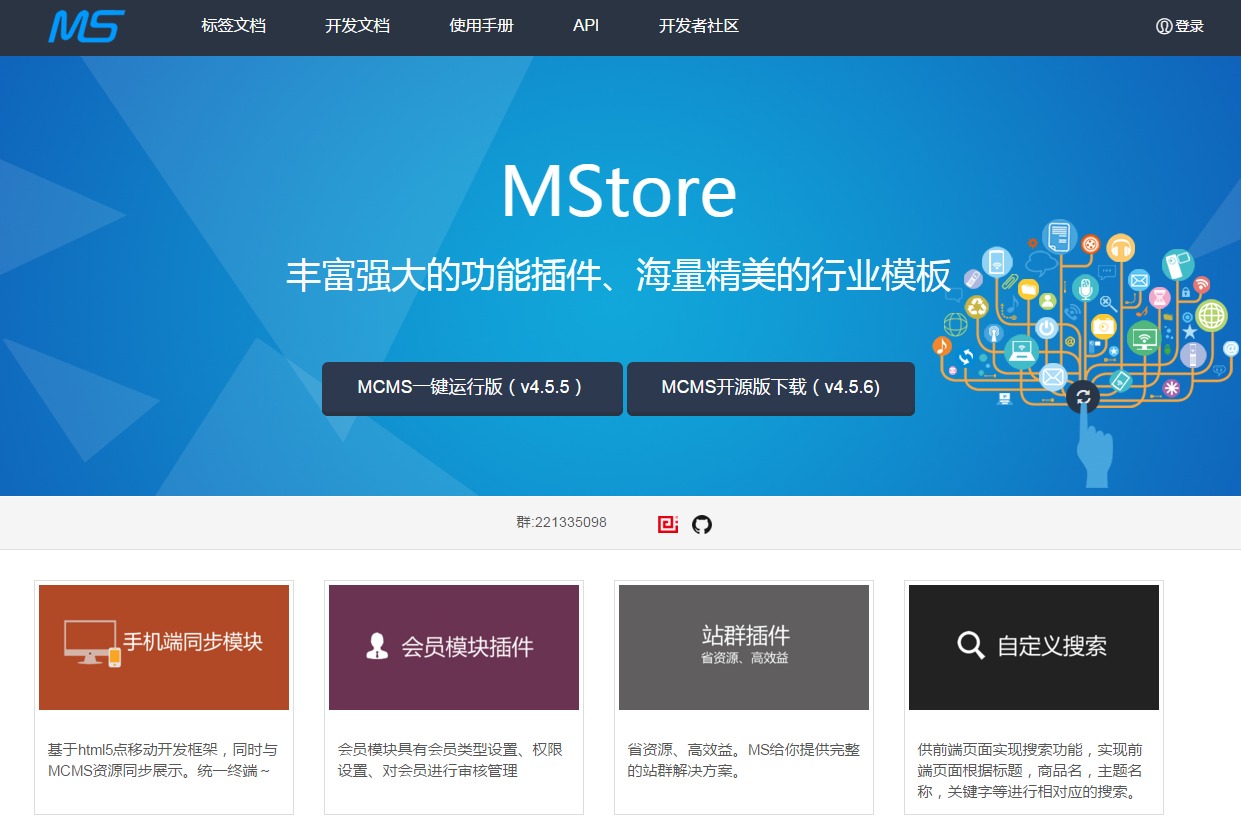 MS
标签文档
开发文档
使用手册
API
开发者社区
登录
MStore
丰富强大的功能插件、海量精美的行业模板
MCMS一键运行版（v4.5.5）
MCMS开源版下载（v4.5.6)
群:221335098
手机端同步模块
基于html5点移动开发框架，同时与
MCMS资源同步展示。统一终端～
会员模块插件
会员模块具有会员类型设置、权限
设置、对会员进行审核管理
站群插件
省资源、高效益
省资源、高效益。MS给你提供完整
的站群解决方案。
自定义搜索
供前端页面实现搜索功能，实现前
端页面根据标题，商品名，主题名
称，关键字等进行相对应的搜索。